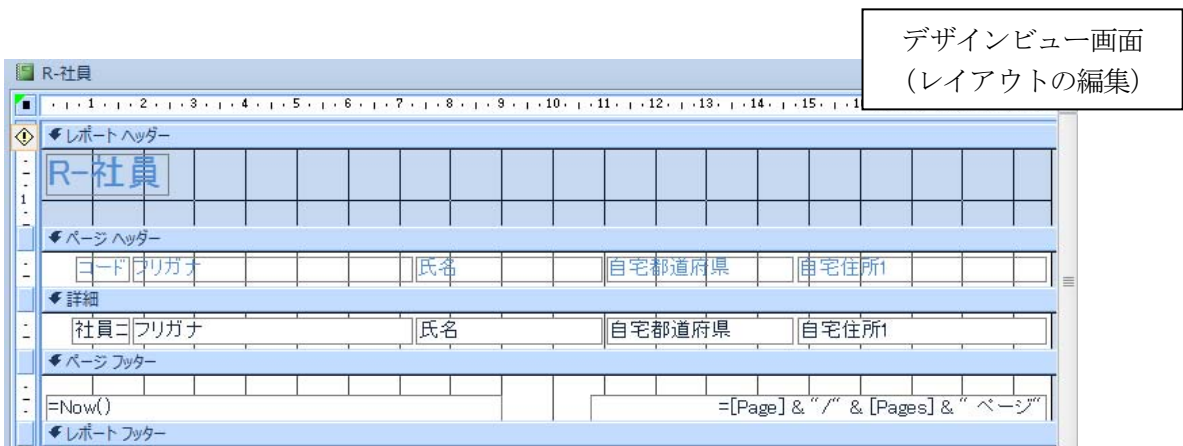 デザインビュー画面
(レイアウトの編集)
R-社員
1 2 3 4 5 6 7 8 9 10 11 12 13 14 15
レポート ヘッダー
R-社員
1
ページ ヘッダー
コード フリガナ 氏名 自宅都道府県 自宅住所1
詳細
社員コ フリガナ 氏名 自宅都道府県 自宅住所1
ページ フッター
=Now() =[Page] & "/" & [Pages] & " ページ"
レポート フッター